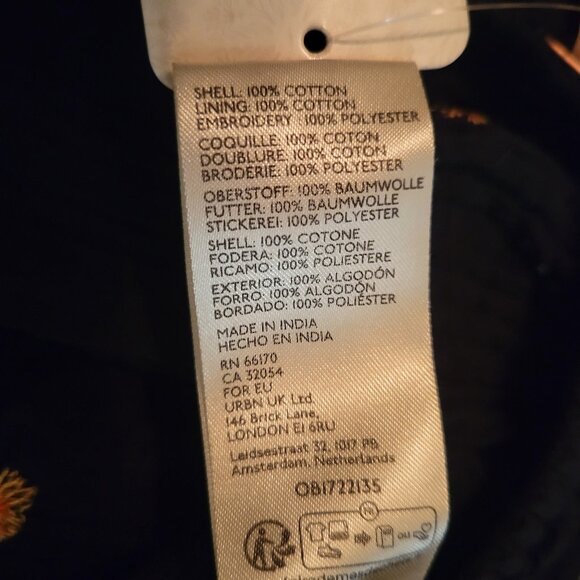 SHELL: 100% COTTON
LINING: 100% COTTON
EMBROIDERY : 100% POLYESTER
COQUILLE: 100% COTON
DOUBLURE: 100% COTON
BRODERIE: 100% POLYESTER
OBERSTOFF: 100% BAUMWOLLE
FUTTER: 100% BAUMWOLLE
STICKEREI: 100% POLYESTER
SHELL: 100% COTONE
FODERA: 100% COTONE
RICAMO: 100% POLIESTERE
EXTERIOR: 100% ALGODÓN
FORRO: 100% ALGODÓN
BORDADO: 100% POLIÉSTER
MADE IN INDIA
HECHO EN INDIA
RN 66170
CA 32054
FOR EU
URBN UK Ltd.
146 Brick Lane,
LONDON E1 6RU
Leidsestraat 32, 1017 PB
Amsterdam, Netherlands
OB1722135
FR
ou